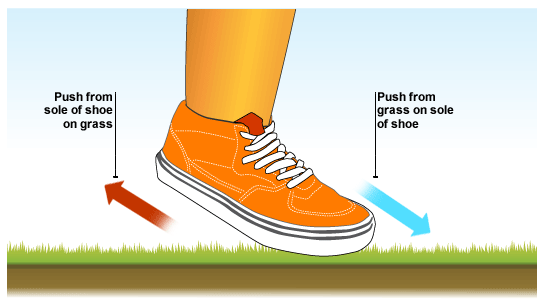 Push from
sole of shoe
on grass
Push from
grass on sole
of shoe